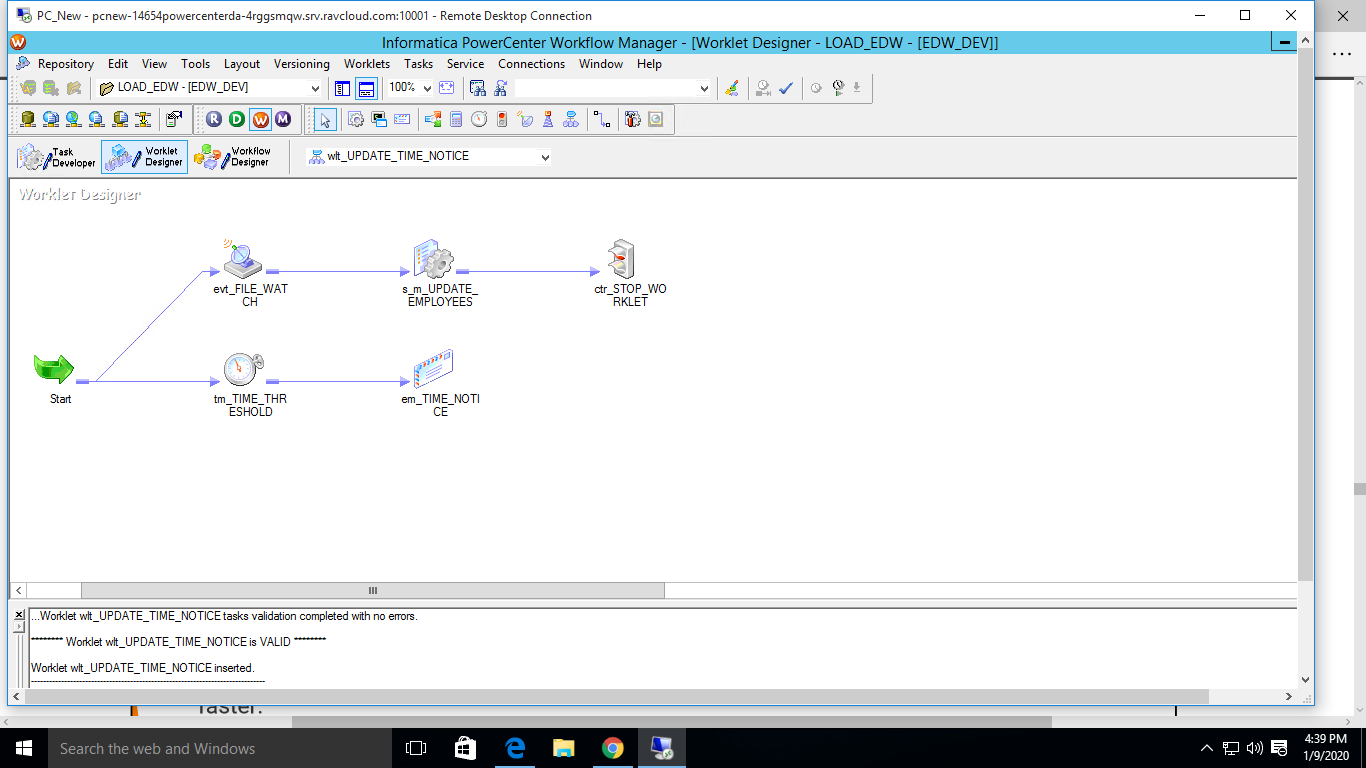 PC_New - pcnew-14654powercenterda-4rggsmqw.srv.ravcloud.com:10001 - Remote Desktop Connection
Informatica PowerCenter Workflow Manager - [Worklet Designer - LOAD_EDW - [EDW_DEV]]
Repository Edit View Tools Layout Versioning Worklets Tasks Service Connections Window Help
LOAD_EDW - [EDW_DEV] 100%
R D W M
Task Developer
Worklet Designer
Workflow Designer
wlt_UPDATE_TIME_NOTICE
Worklet Designer
evt_FILE_WAT
CH
s_m_UPDATE_
EMPLOYEES
ctr_STOP_WO
RKLET
Start
tm_TIME_THR
ESHOLD
em_TIME_NOTI
CE
...Worklet wlt_UPDATE_TIME_NOTICE tasks validation completed with no errors.
******** Worklet wlt_UPDATE_TIME_NOTICE is VALID ********
Worklet wlt_UPDATE_TIME_NOTICE inserted.
Search the web and Windows
4:39 PM
1/9/2020